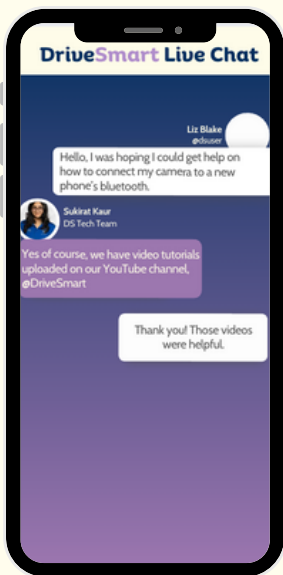 DriveSmart Live Chat
Liz Blake
@dsuser
Hello, I was hoping I could get help on
how to connect my camera to a new
phone's bluetooth.
Sukirat Kaur
DS Tech Team
Yes of course, we have video tutorials
uploaded on our YouTube channel,
@DriveSmart
Thank you! Those videos
were helpful.